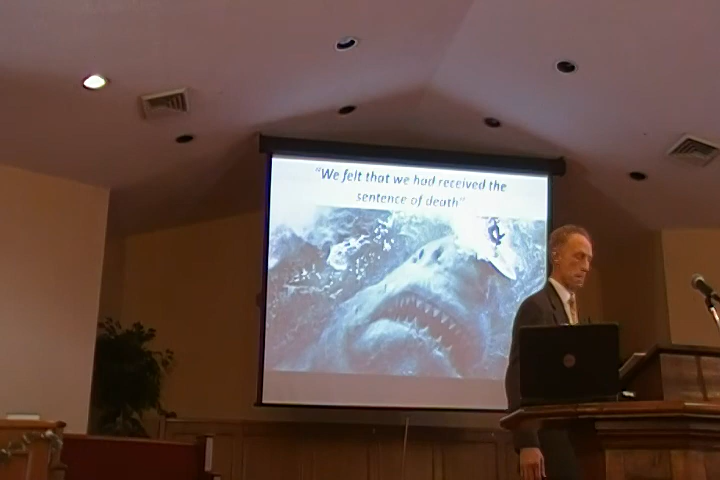 "We felt that we had received the
sentence of death"